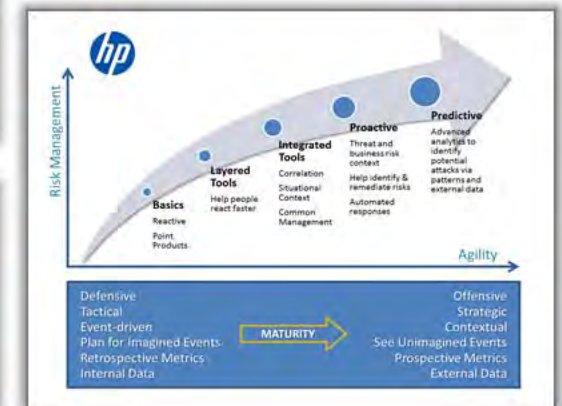 hp
Risk Management
Basics
Reactive
Point
Products
Layered
Tools
Help people
react faster
Integrated
Tools
Correlation
Situational
Context
Common
Management
Proactive
Threat and
business risk
context
Help identify &
remediate risks
Automated
responses
Predictive
Advanced
analytics to
identify
potential
attacks via
patterns and
external data
Agility
Defensive
Tactical
Event-driven
Plan for Imagined Events
Retrospective Metrics
Internal Data
MATURITY
Offensive
Strategic
Contextual
See Unimagined Events
Prospective Metrics
External Data